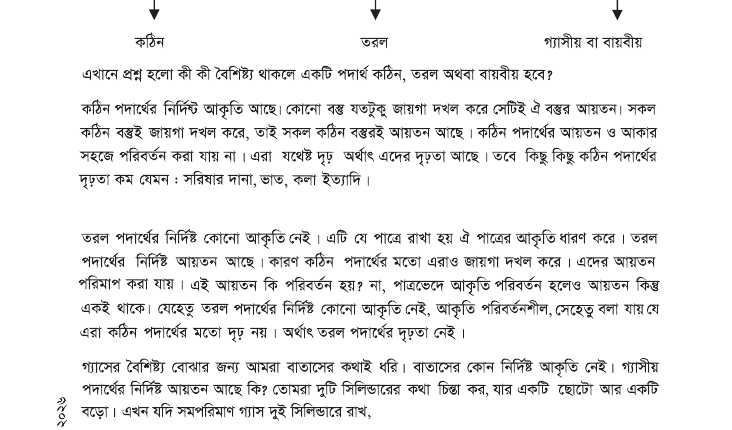 কঠিন তরল গ্যাসীয় বা বায়বীয়
এখানে প্রশ্ন হলো কী কী বৈশিষ্ট্য থাকলে একটি পদার্থ কঠিন, তরল অথবা বায়বীয় হবে?
কঠিন পদার্থের নির্দিষ্ট আকৃতি আছে। কোনো বস্তু যতটুকু জায়গা দখল করে সেটিই ঐ বস্তুর আয়তন। সকল
কঠিন বস্তুই জায়গা দখল করে, তাই সকল কঠিন বস্তুরই আয়তন আছে। কঠিন পদার্থের আয়তন ও আকার
সহজে পরিবর্তন করা যায় না। এরা যথেষ্ট দৃঢ় অর্থাৎ এদের দৃঢ়তা আছে। তবে কিছু কিছু কঠিন পদার্থের
দৃঢ়তা কম যেমন : সরিষার দানা, ভাত, কলা ইত্যাদি।
তরল পদার্থের নির্দিষ্ট কোনো আকৃতি নেই। এটি যে পাত্রে রাখা হয় ঐ পাত্রের আকৃতি ধারণ করে। তরল
পদার্থের নির্দিষ্ট আয়তন আছে। কারণ কঠিন পদার্থের মতো এরাও জায়গা দখল করে। এদের আয়তন
পরিমাপ করা যায়। এই আয়তন কি পরিবর্তন হয়? না, পাত্রভেদে আকৃতি পরিবর্তন হলেও আয়তন কিন্তু
একই থাকে। যেহেতু তরল পদার্থের নির্দিষ্ট কোনো আকৃতি নেই, আকৃতি পরিবর্তনশীল, সেহেতু বলা যায় যে
এরা কঠিন পদার্থের মতো দৃঢ় নয়। অর্থাৎ তরল পদার্থের দৃঢ়তা নেই।
গ্যাসের বৈশিষ্ট্য বোঝার জন্য আমরা বাতাসের কথাই ধরি। বাতাসের কোন নির্দিষ্ট আকৃতি নেই। গ্যাসীয়
পদার্থের নির্দিষ্ট আয়তন আছে কি? তোমরা দুটি সিলিন্ডারের কথা চিন্তা কর, যার একটি ছোটো আর একটি
বড়ো। এখন যদি সমপরিমাণ গ্যাস দুই সিলিন্ডারে রাখ,
২০২৬